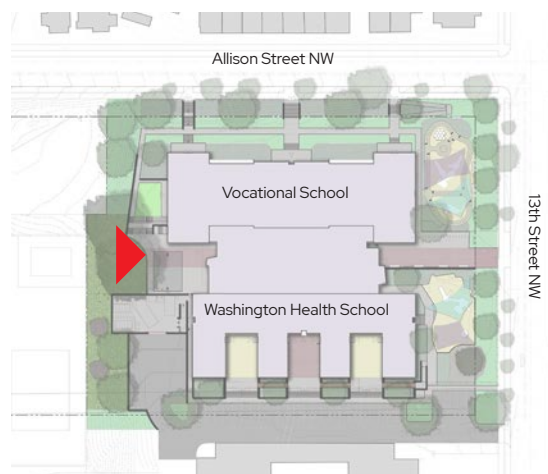 Allison Street NW
Vocational School
13th Street NW
Washington Health School